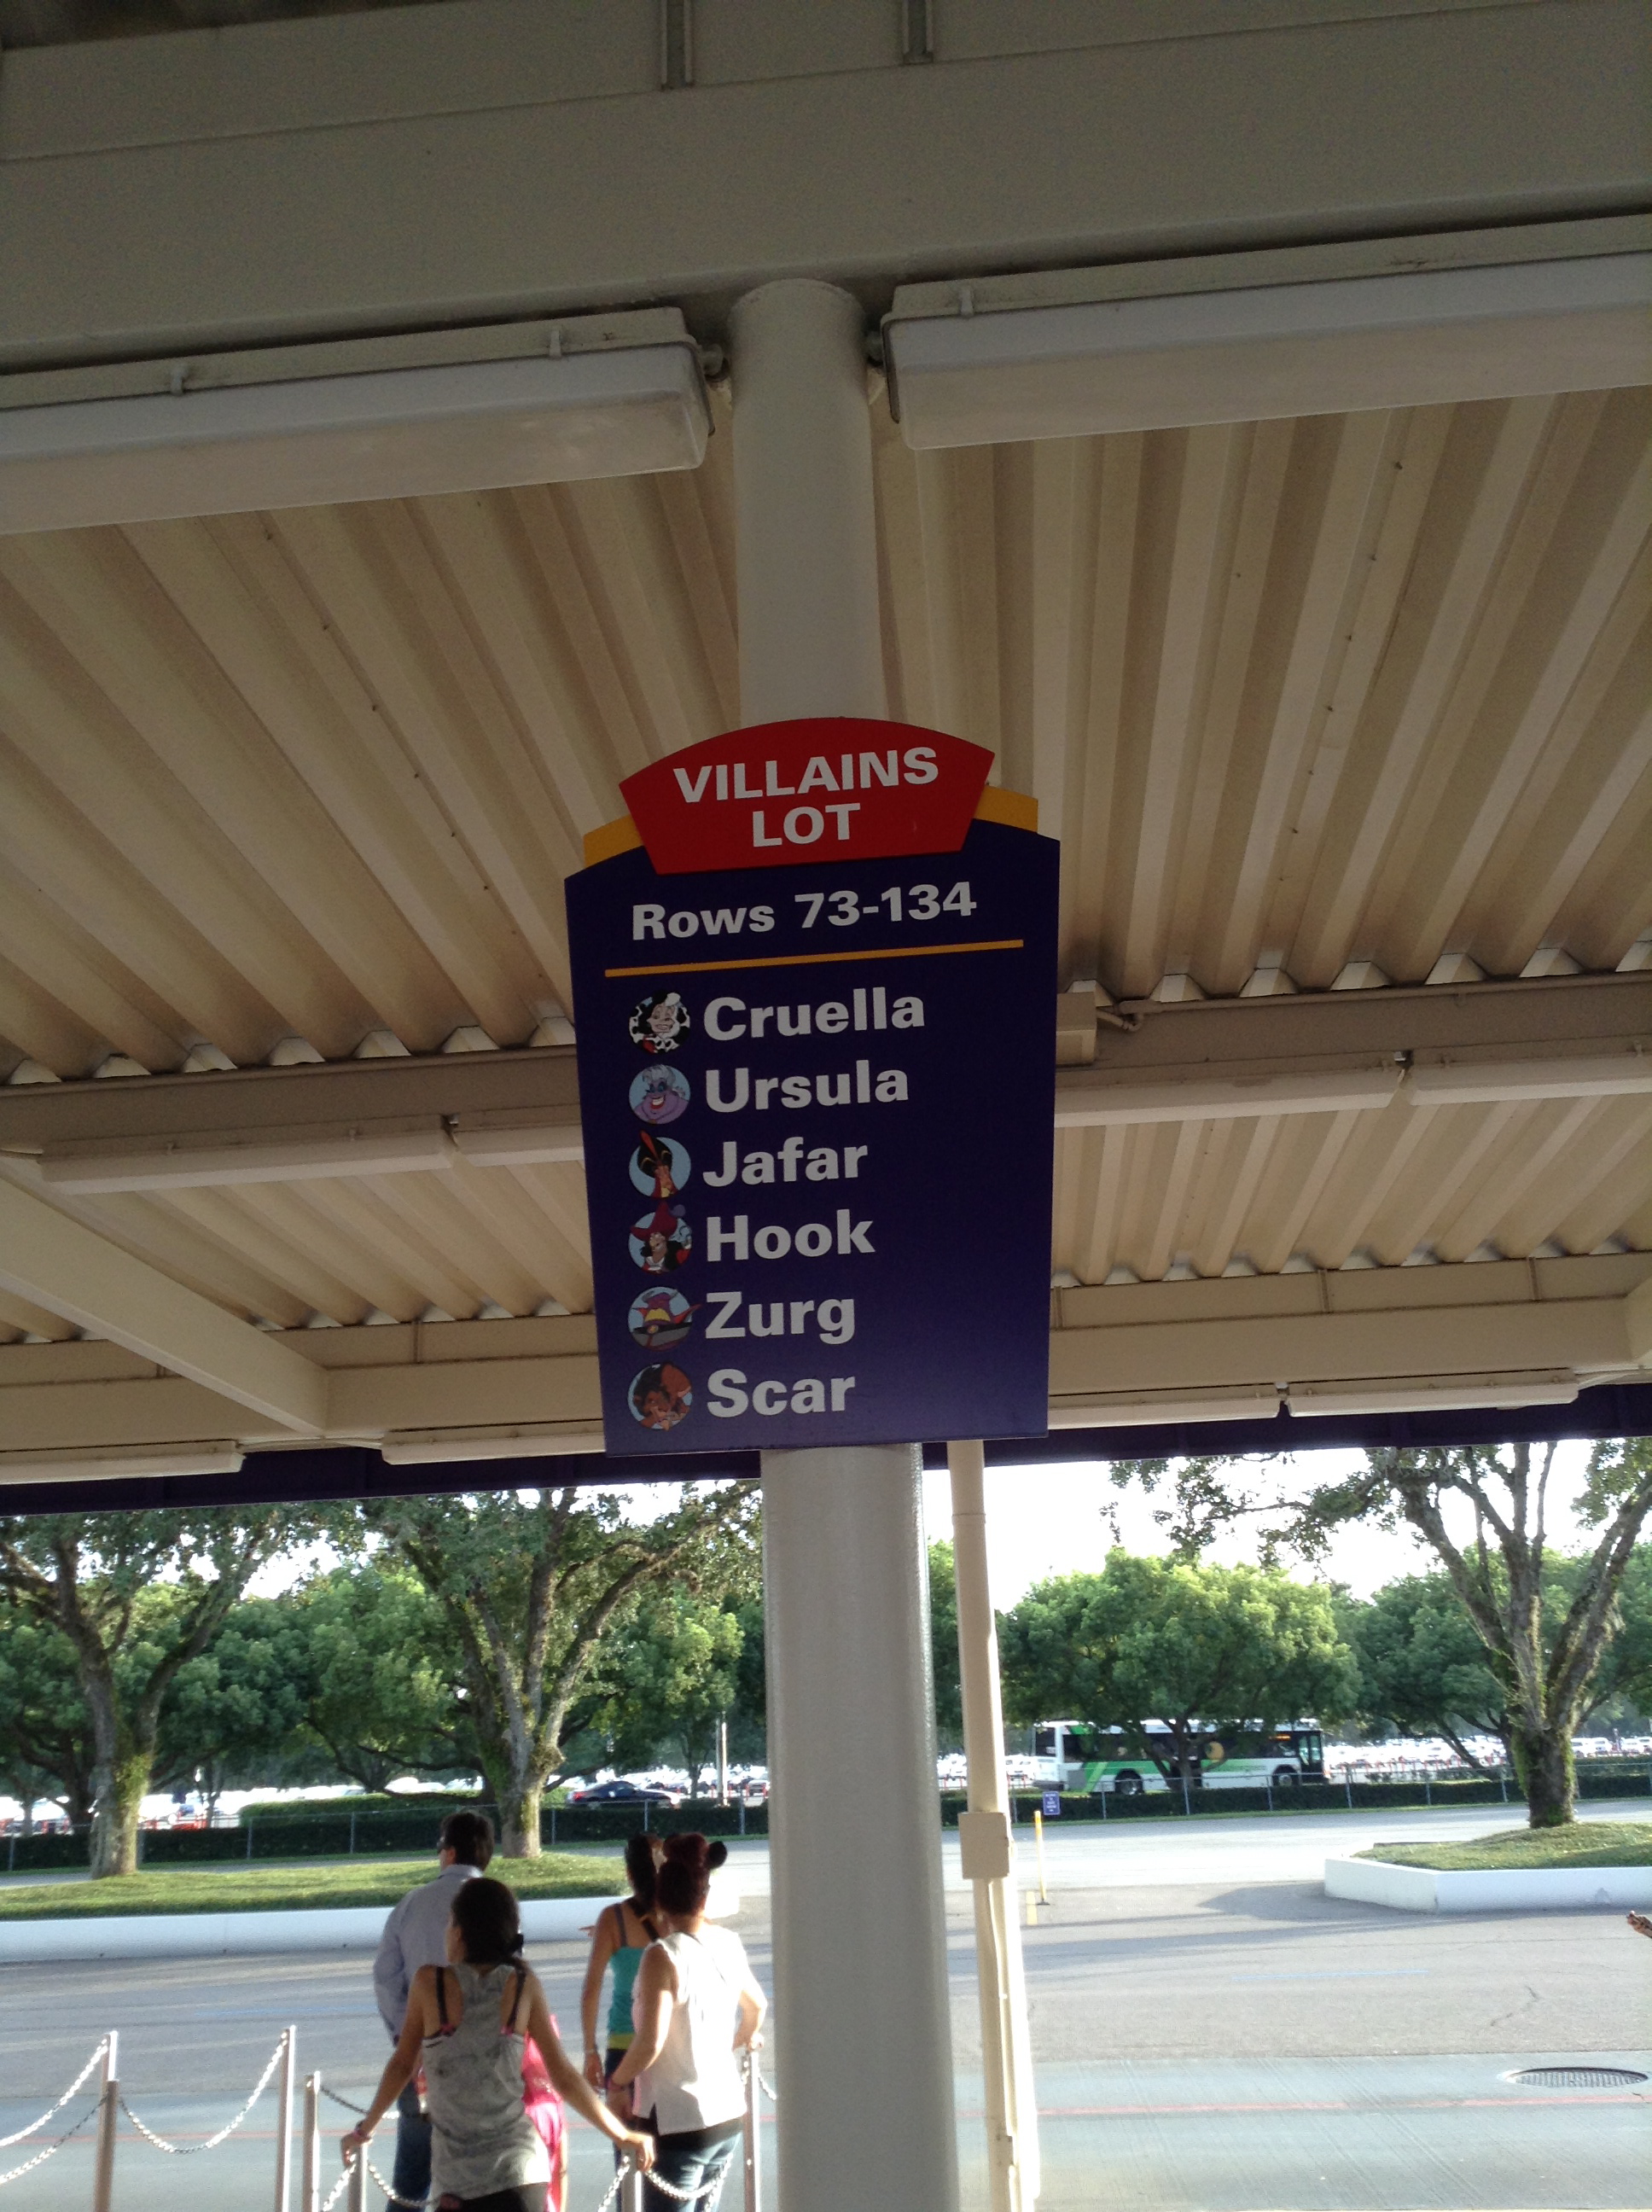 VILLAINS
LOT
Rows 73-134
Cruella
Ursula
Jafar
Hook
Zurg
Scar